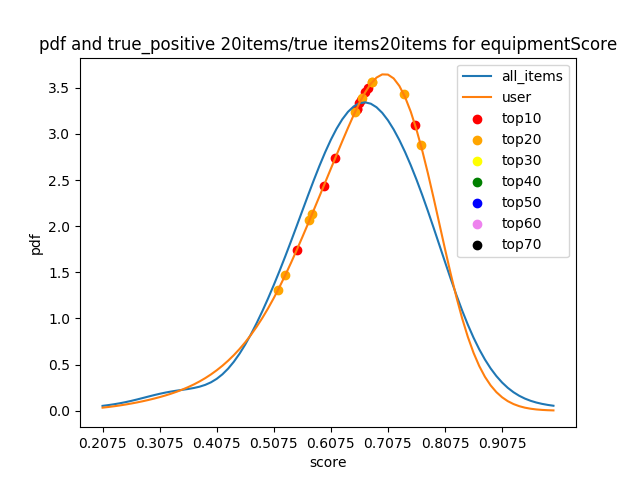 pdf and true_positive 20items/true items20items for equipmentScore
all_items
user
top10
top20
top30
top40
top50
top60
top70
3.5
3.0
2.5
2.0
1.5
1.0
0.5
0.0
pdf
0.2075 0.3075 0.4075 0.5075 0.6075 0.7075 0.8075 0.9075
score